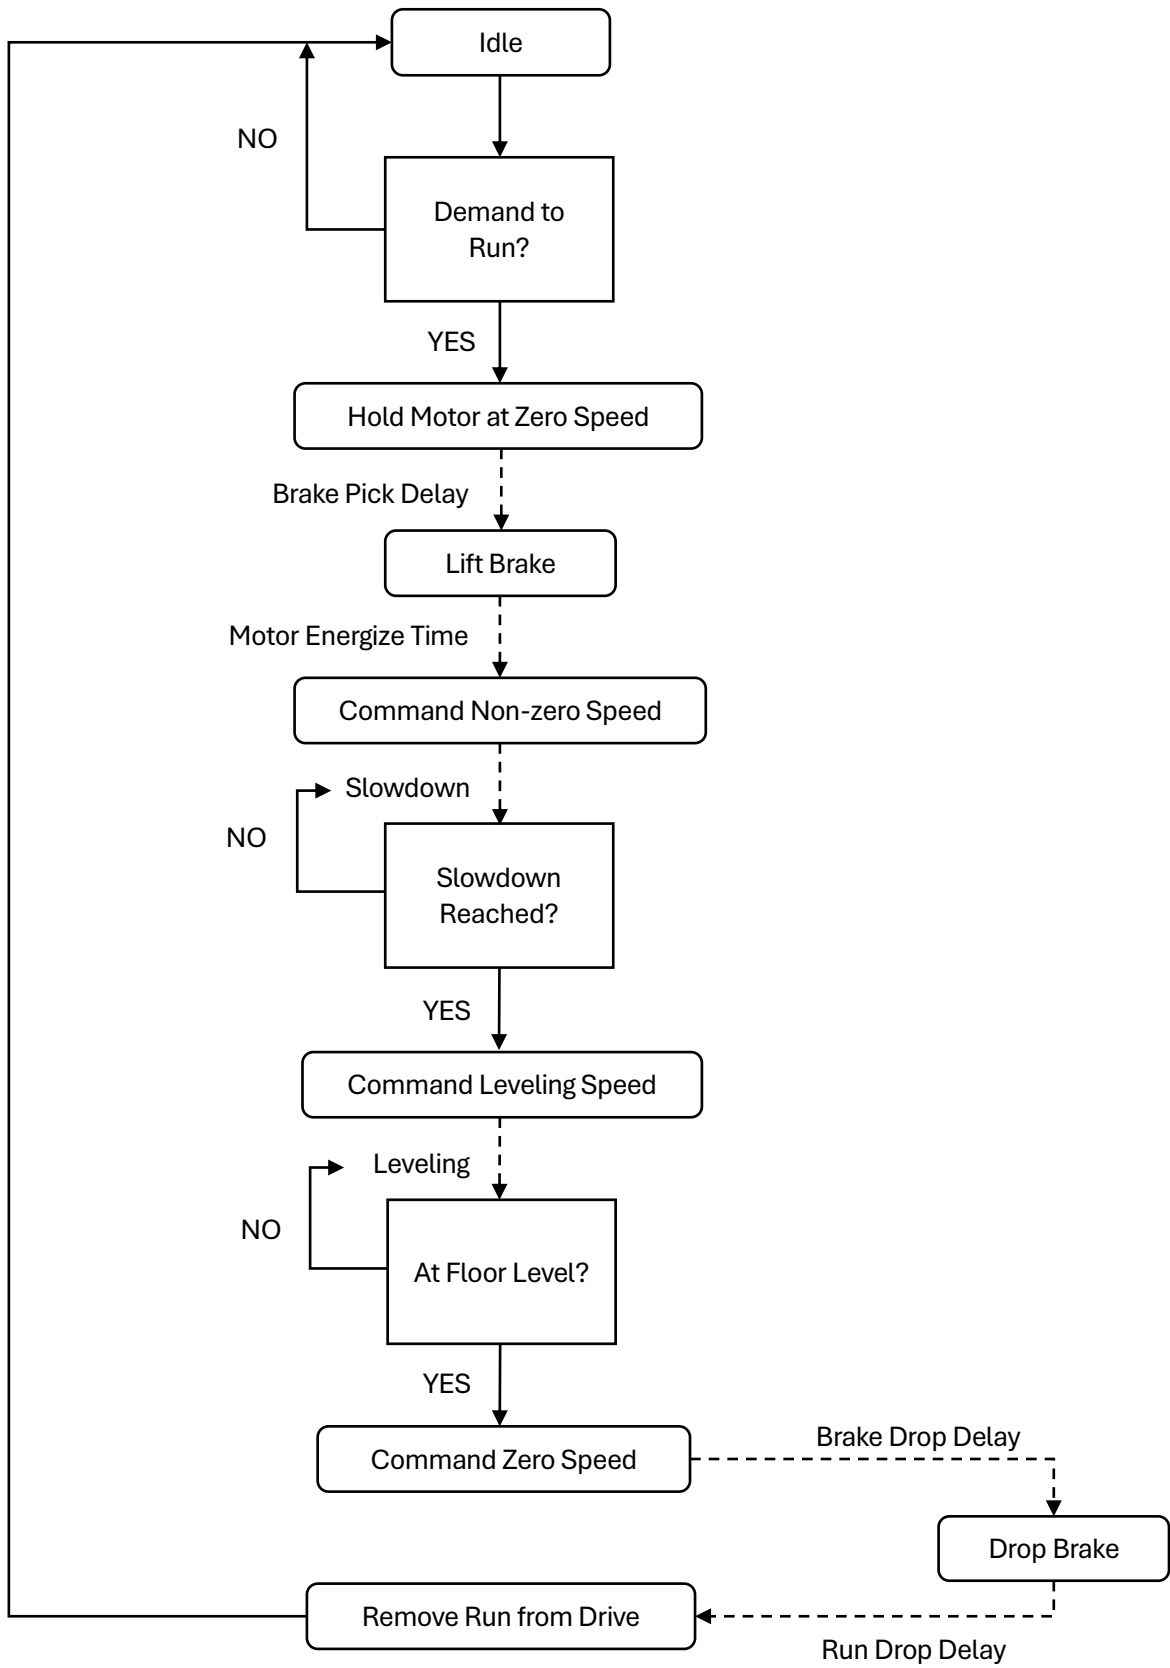 Idle
NO
Demand to
Run?
YES
Hold Motor at Zero Speed
Brake Pick Delay
Lift Brake
Motor Energize Time
Command Non-zero Speed
Slowdown
NO
Slowdown
Reached?
YES
Command Leveling Speed
Leveling
NO
At Floor Level?
YES
Command Zero Speed
Brake Drop Delay
Drop Brake
Remove Run from Drive
Run Drop Delay